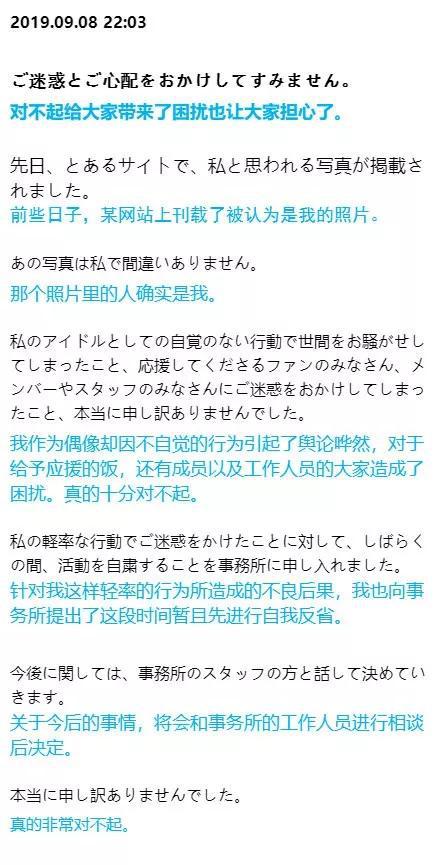 2019.09.08 22:03
ご迷惑とご心配をおかけしてすみません。
对不起给大家带来了困扰也让大家担心了。
先日、とあるサイトで、私と思われる写真が掲載さ
れました。
前些日子，某网站上刊载了被认为是我的照片。
あの写真は私で間違いありません。
那个照片里的人确实是我。
私のアイドルとしての自覚のない行動で世間をお騒がせし
てしまったこと、応援してくださるファンのみなさん、メ
ンバーやスタッフのみなさんにご迷惑をおかけしてしまっ
たこと、本当に申し訳ありませんでした。
我作为偶像却因不自觉的行为引起了舆论哗然，对于
给予应援的饭，还有成员以及工作人员的大家造成了
困扰。真的十分对不起。
私の軽率な行動でご迷惑をかけたことに対して、しばらく
の間、活動を自粛することを事務所に申し入れました。
针对我这样轻率的行为所造成的不良后果，我也向事
务所提出了这段时间暂且先进行自我反省。
今後に関しては、事務所のスタッフの方と話して決めてい
きます。
关于今后的事情，将会和事务所的工作人员进行相谈
后决定。
本当に申し訳ありませんでした。
真的非常对不起。